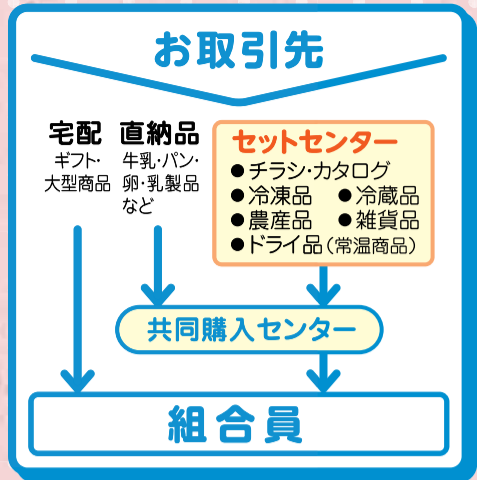 お取引先
宅配
ギフト・
大型商品
直納品
牛乳・パン・
卵・乳製品
など
セットセンター
●チラシ・カタログ
●冷凍品 ●冷蔵品
●農産品 ●雑貨品
●ドライ品（常温商品）
共同購入センター
組合員